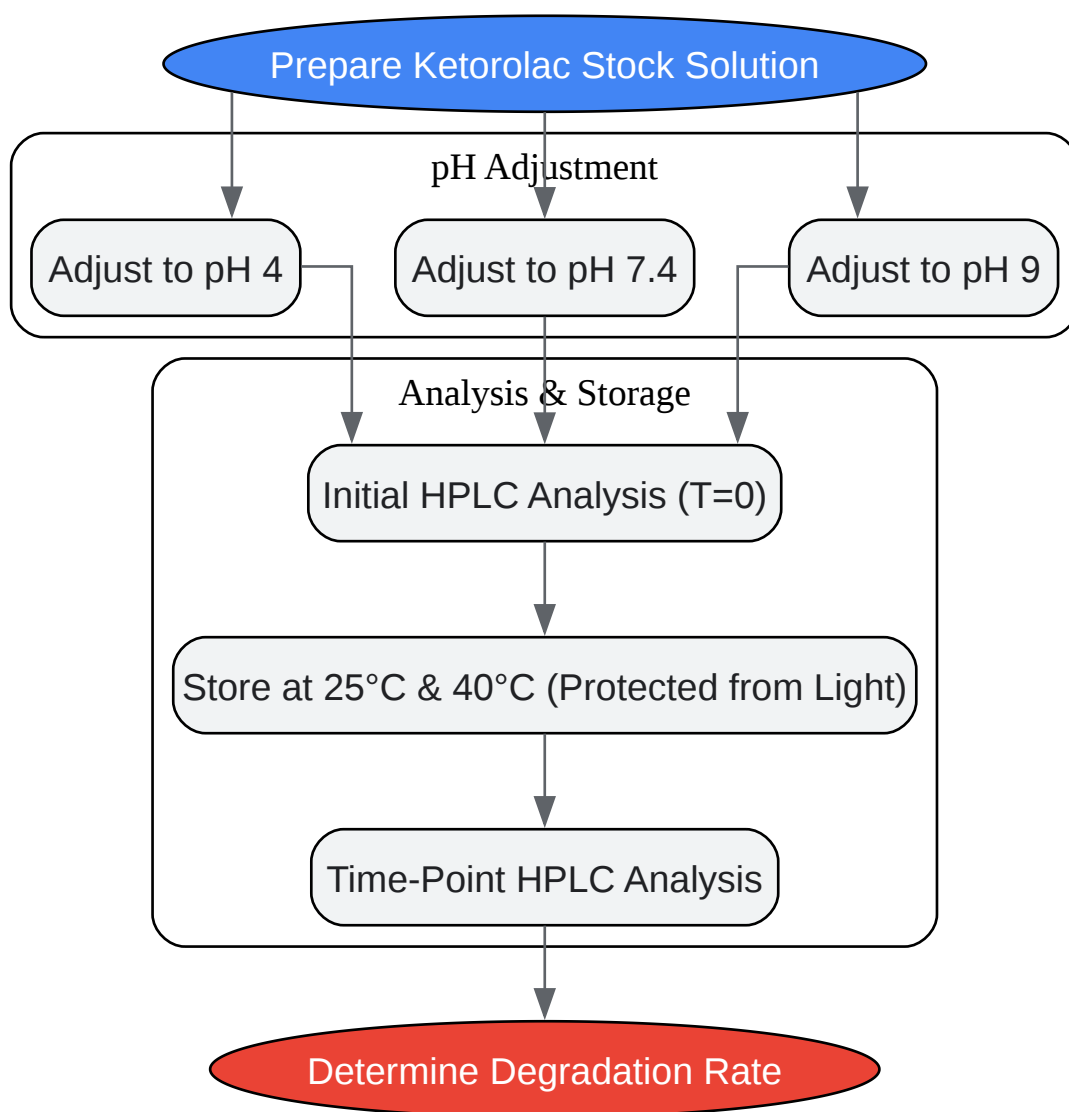 Prepare Ketorolac Stock Solution
pH Adjustment
Adjust to pH 4
Adjust to pH 7.4
Adjust to pH 9
Analysis & Storage
Initial HPLC Analysis (T=0)
Store at 25°C & 40°C (Protected from Light)
Time-Point HPLC Analysis
Determine Degradation Rate